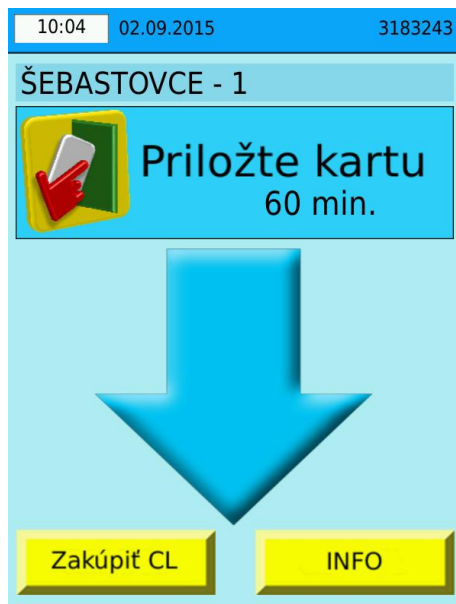 10:04 02.09.2015 3183243
ŠEBASTOVCE - 1
Priložte kartu
60 min.
Zakúpiť CL INFO